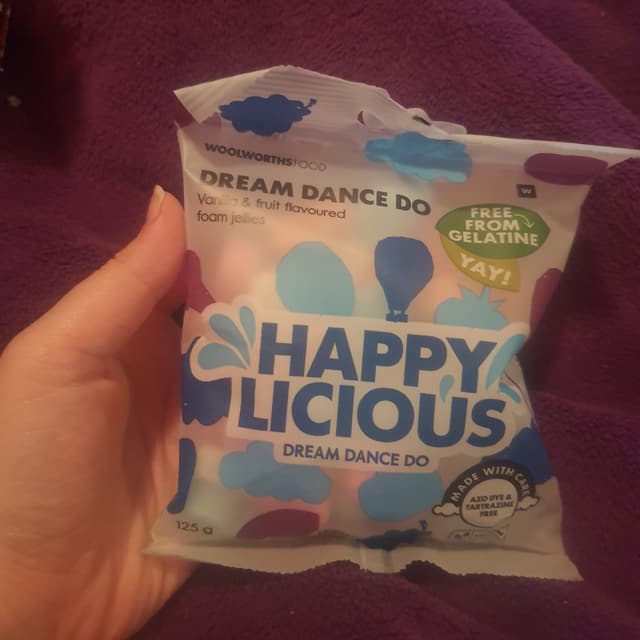 WOOLWORTHSFOOD
DREAM DANCE DO
Vanilla & fruit flavoured
foam jellies
W
FREE
FROM
GELATINE
YAY!
HAPPY
LICIOUS
DREAM DANCE DO
MADE WITH CARE
AZO DYE &
TARTRAZINE
FREE
125 g